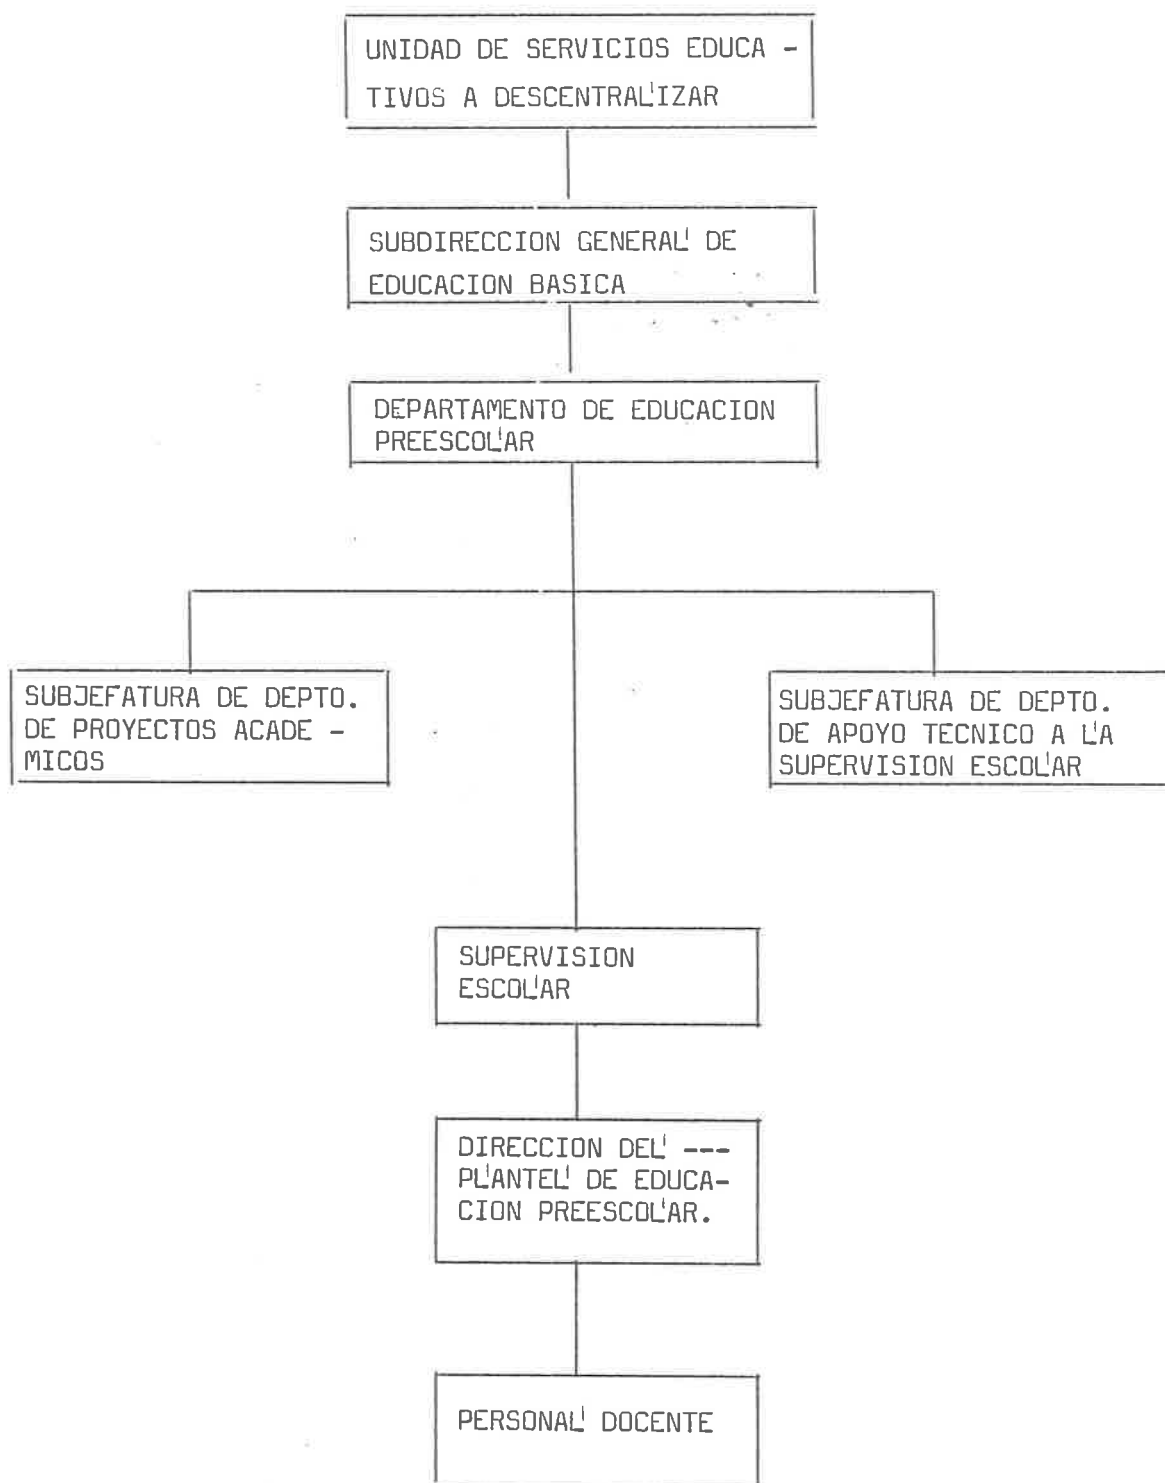 UNIDAD DE SERVICIOS EDUCA -
TIVOS A DESCENTRALIZAR
SUBDIRECCION GENERAL DE
EDUCACION BASICA
DEPARTAMENTO DE EDUCACION
PREESCOLAR
SUBJEFATURA DE DEPTO.
DE PROYECTOS ACADE -
MICOS
SUBJEFATURA DE DEPTO.
DE APOYO TECNICO A LA
SUPERVISION ESCOLAR
SUPERVISION
ESCOLAR
DIRECCION DEL ---
PLANTEL DE EDUCA-
CION PREESCOLAR.
PERSONAL DOCENTE